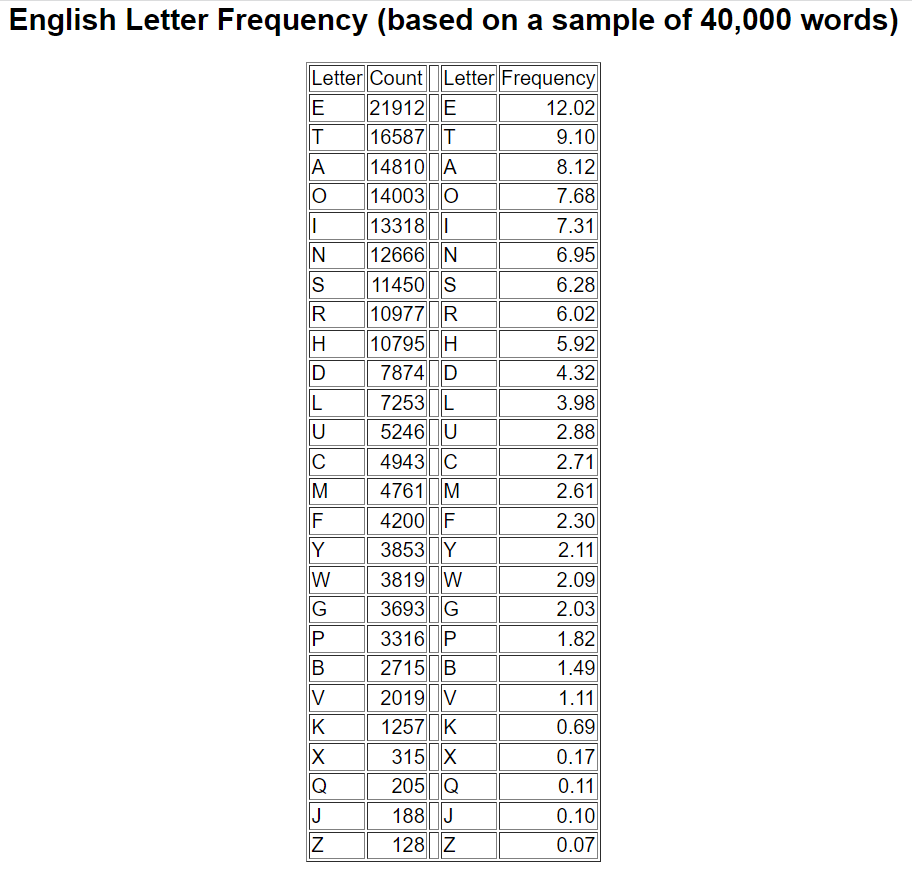 English Letter Frequency (based on a sample of 40,000 words)
Letter Count Letter Frequency
E 21912 E 12.02
T 16587 T 9.10
A 14810 A 8.12
O 14003 O 7.68
I 13318 I 7.31
N 12666 N 6.95
S 11450 S 6.28
R 10977 R 6.02
H 10795 H 5.92
D 7874 D 4.32
L 7253 L 3.98
U 5246 U 2.88
C 4943 C 2.71
M 4761 M 2.61
F 4200 F 2.30
Y 3853 Y 2.11
W 3819 W 2.09
G 3693 G 2.03
P 3316 P 1.82
B 2715 B 1.49
V 2019 V 1.11
K 1257 K 0.69
X 315 X 0.17
Q 205 Q 0.11
J 188 J 0.10
Z 128 Z 0.07